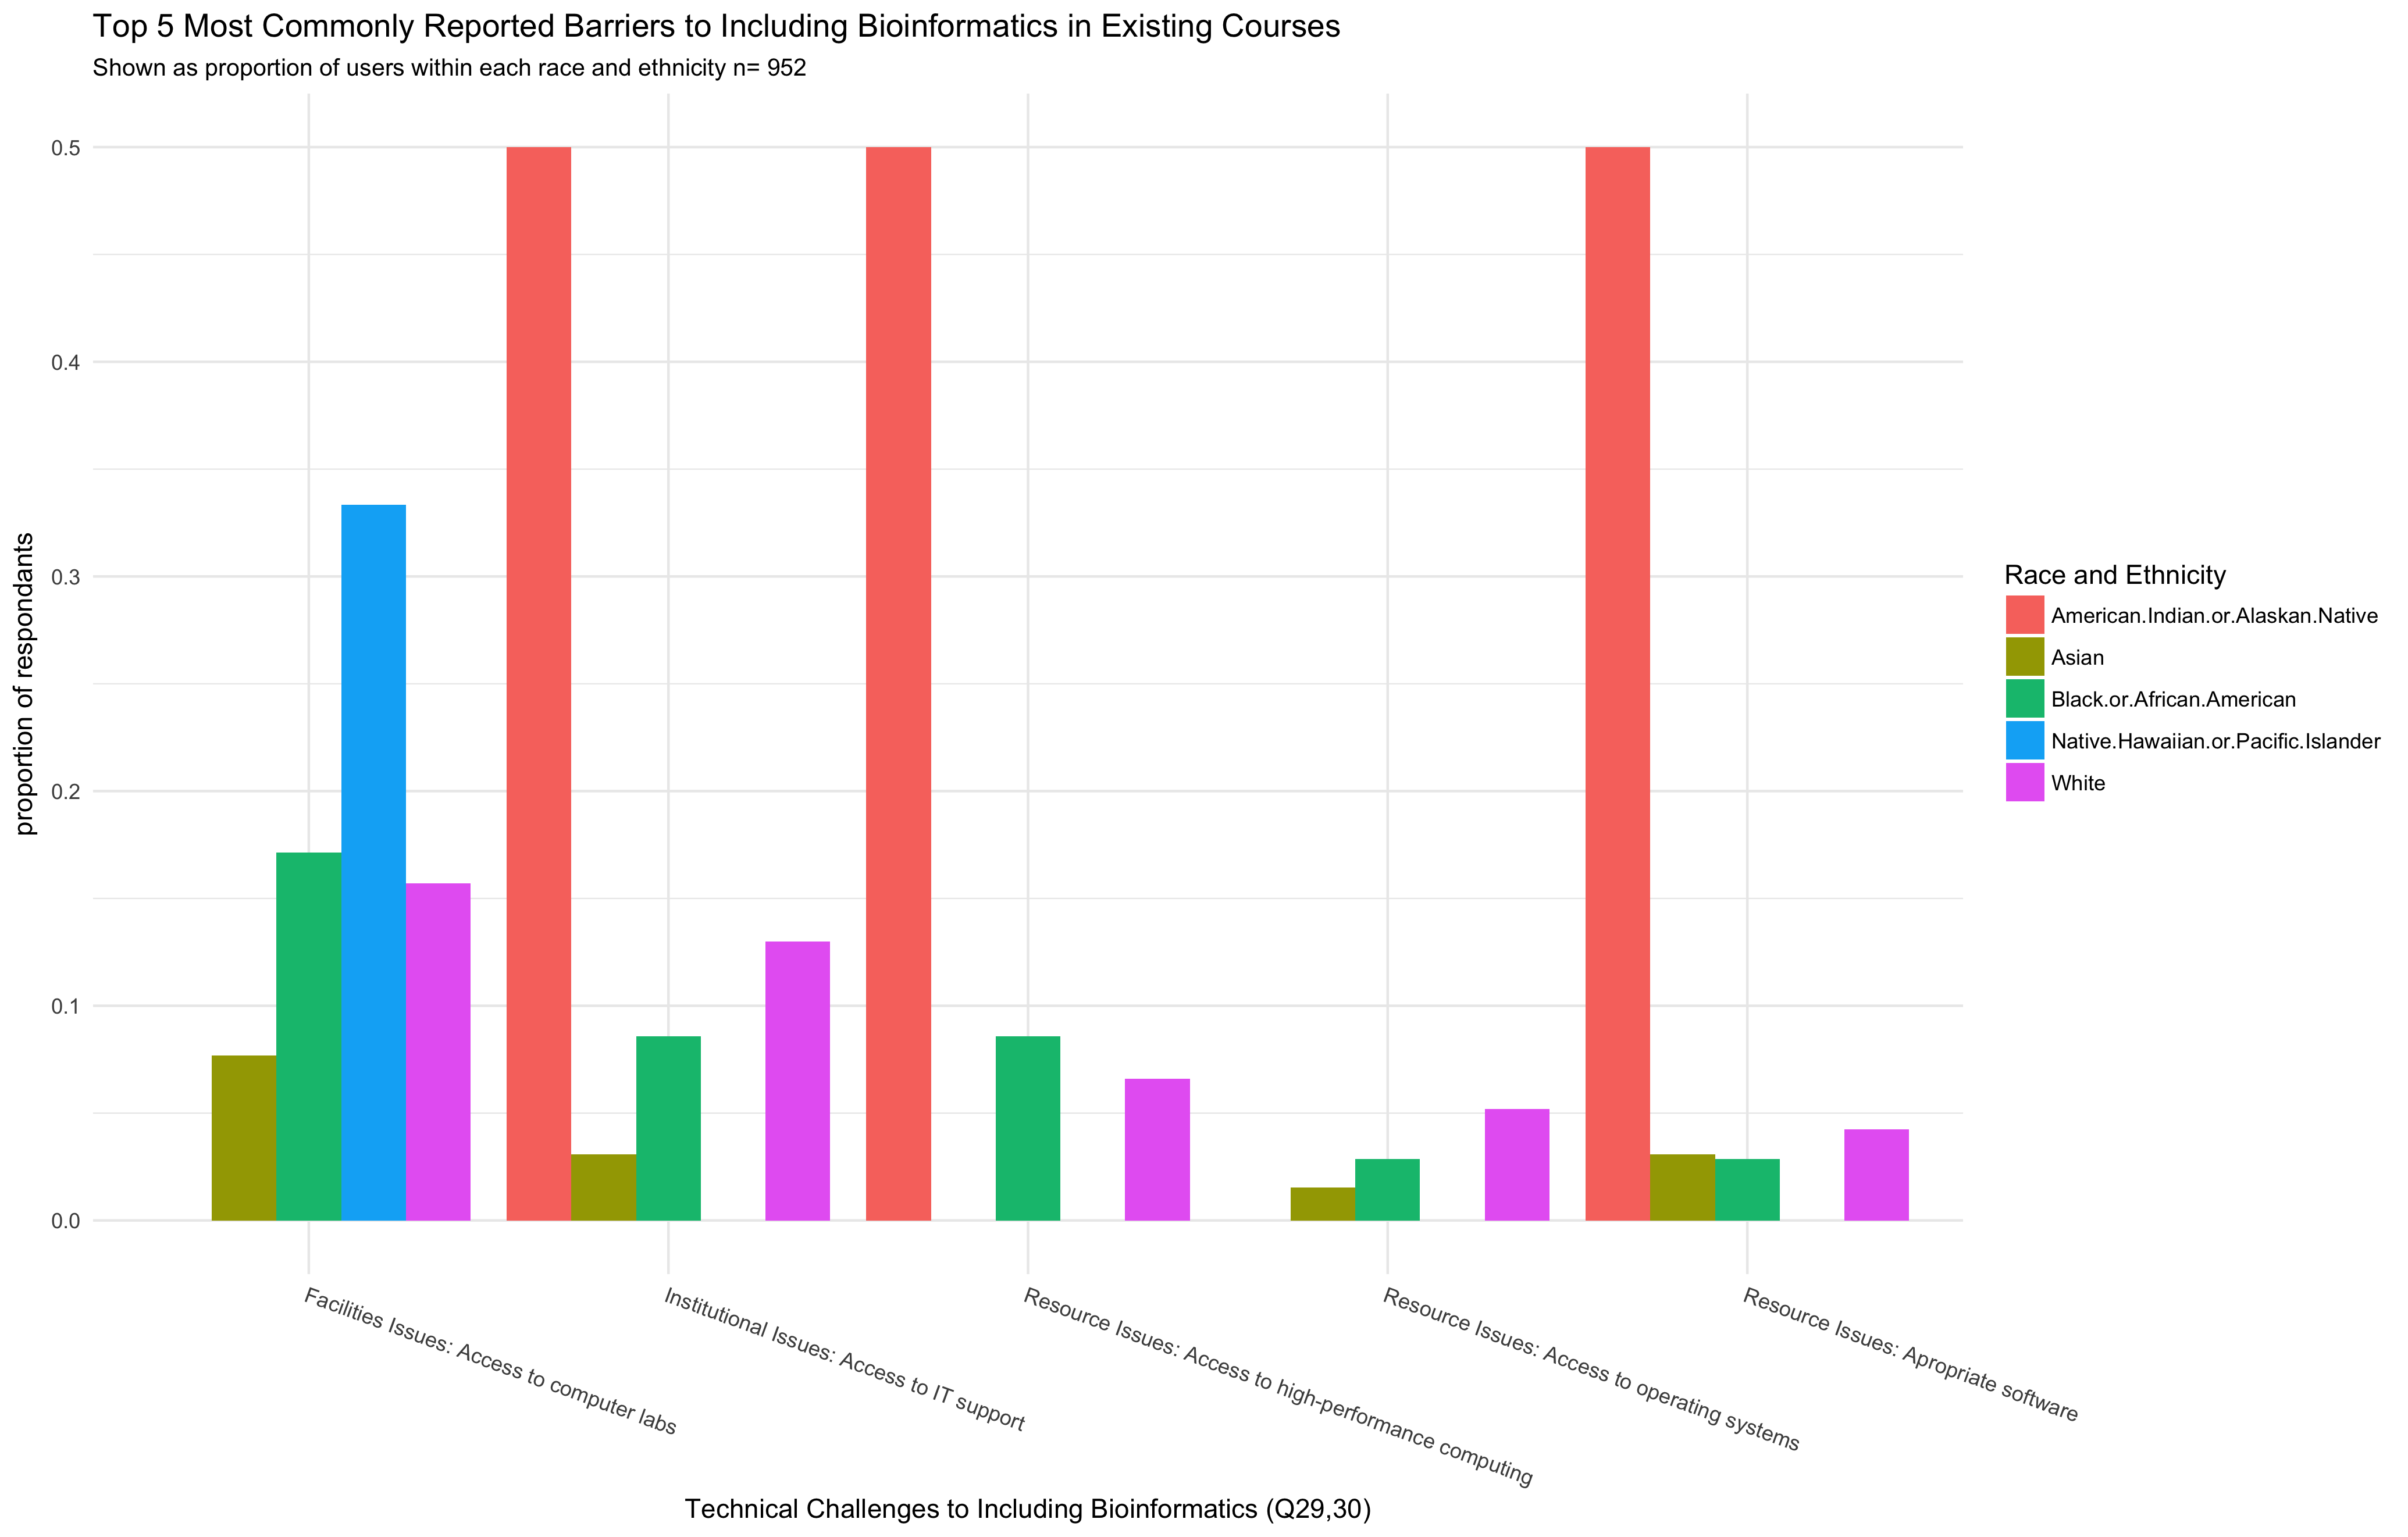 Top 5 Most Commonly Reported Barriers to Including Bioinformatics in Existing Courses
Shown as proportion of users within each race and ethnicity n= 952
proportion of respondants
0.5
0.4
0.3
0.2
0.1
0.0
Facilities Issues: Access to computer labs
Institutional Issues: Access to IT support
Resource Issues: Access to high-performance computing
Resource Issues: Access to operating systems
Resource Issues: Apropriate software
Technical Challenges to Including Bioinformatics (Q29,30)
Race and Ethnicity
American.Indian.or.Alaskan.Native
Asian
Black.or.African.American
Native.Hawaiian.or.Pacific.Islander
White